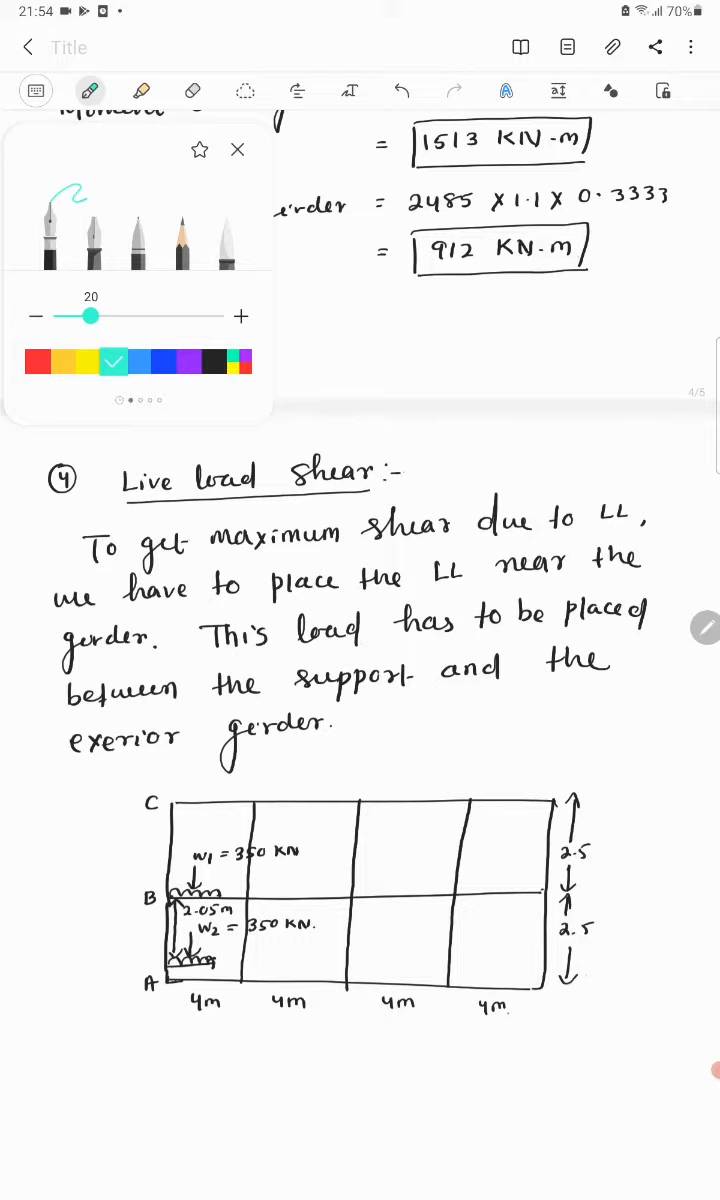 21:54
70%
Title
= 1513 KN-m
girder = 2485 X 1.1 X 0.3333
= 912 KN-m
20
4/5
④ Live load shear:-
To get maximum shear due to LL,
we have to place the LL near the
girder. This load has to be placed
between the support and the
exerior girder.
C
W1 = 350 KN
2.5
B
2.05m
W2 = 350 KN.
2.5
A
4m 4m 4m 4m.